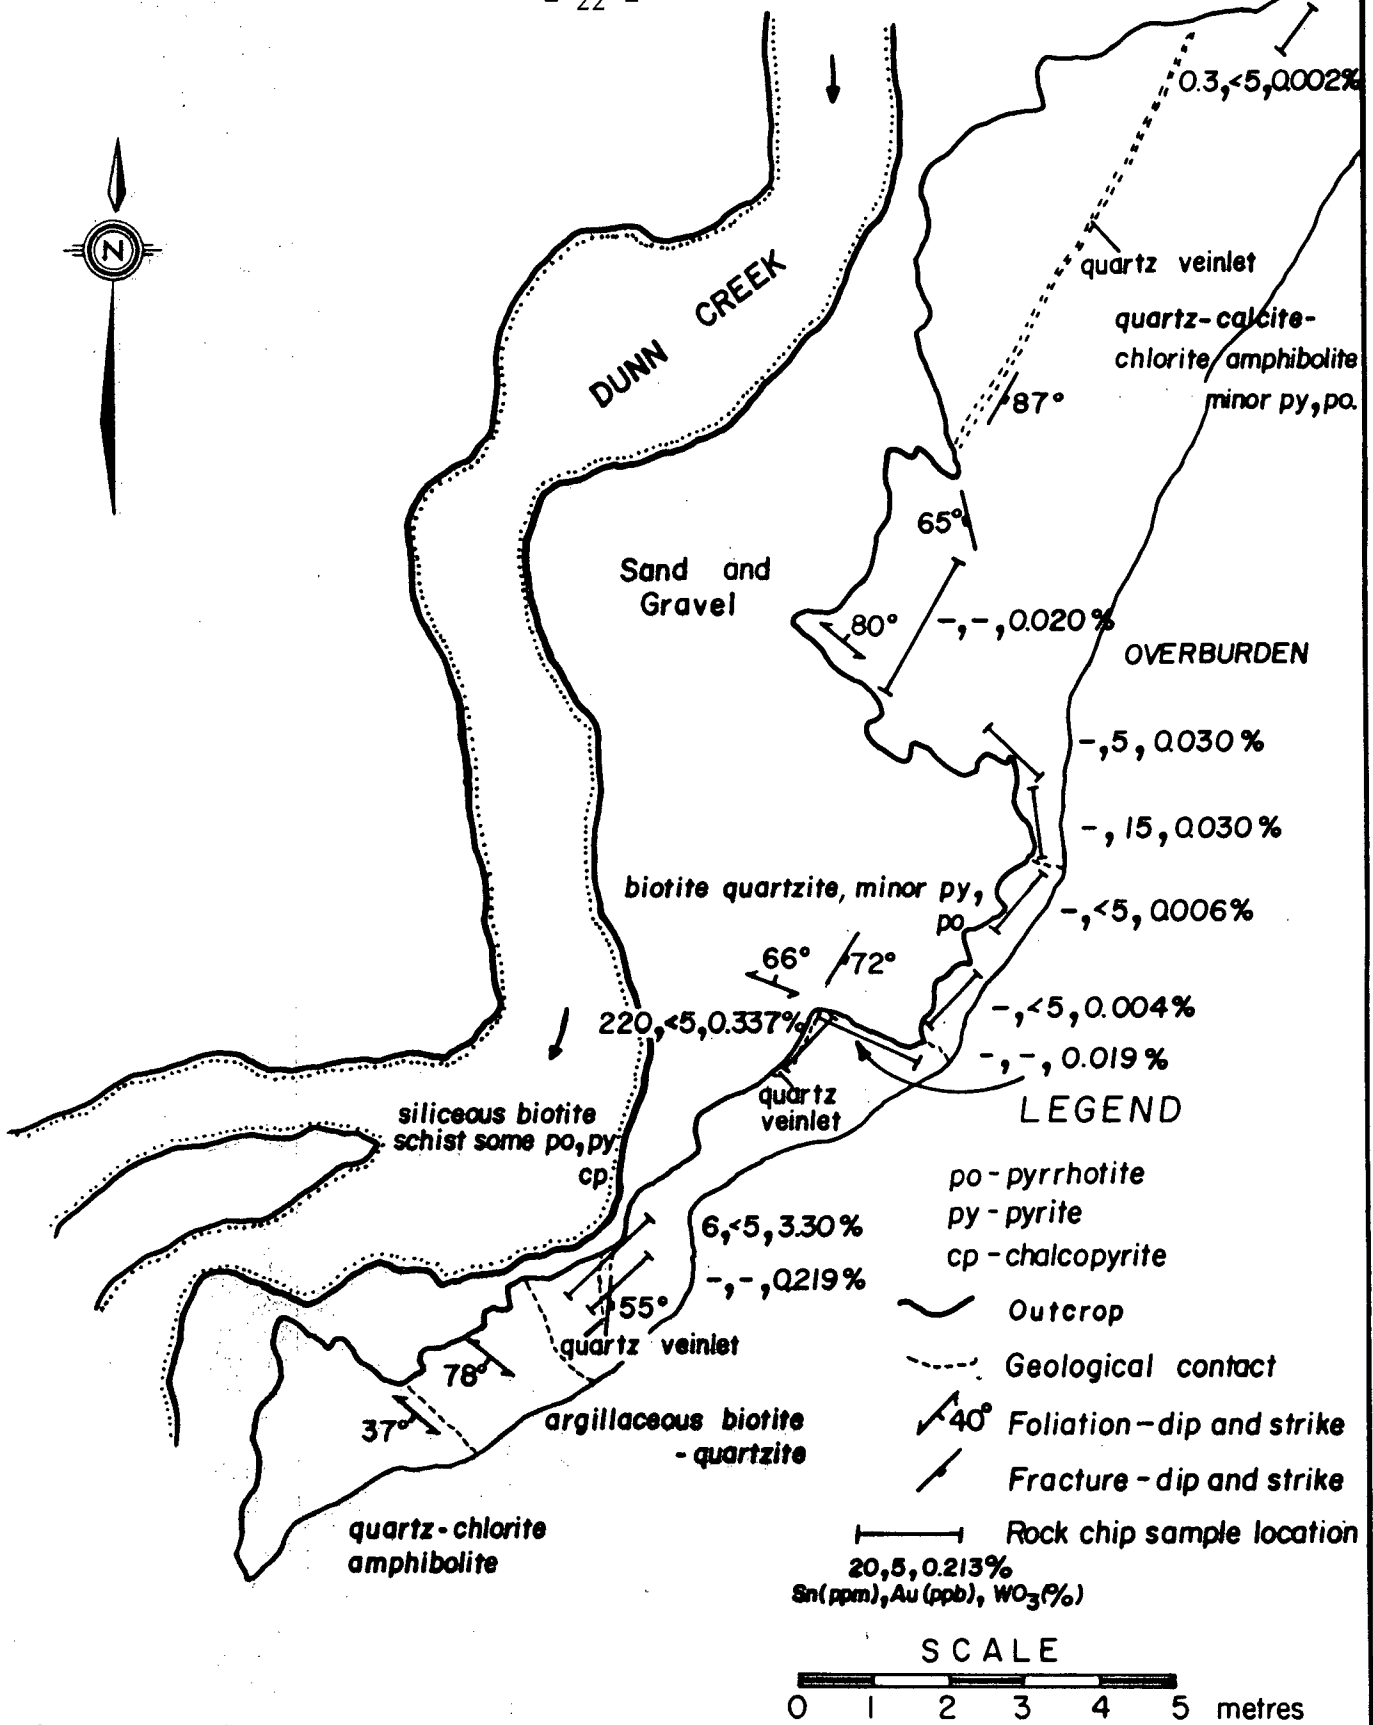 - 22 -
0.3,<5,0.002%
N
quartz veinlet
DUNN CREEK
quartz-calcite-
chlorite amphibolite
minor py, po.
87°
65°
Sand and
Gravel
80°
-,-,0.020%
OVERBURDEN
-,5,0.030%
-,15,0.030%
biotite quartzite, minor py,
po
-,<5,0.006%
66°
72°
-,<5,0.004%
220,<5,0.337%
-,-,0.019%
quartz
veinlet
siliceous biotite
schist some po, py
cp
6,<5,3.30%
-,-,0.219%
55°
quartz veinlet
78°
37°
argillaceous biotite
- quartzite
quartz-chlorite
amphibolite
LEGEND
po - pyrrhotite
py - pyrite
cp - chalcopyrite
Outcrop
Geological contact
40° Foliation - dip and strike
Fracture - dip and strike
Rock chip sample location
20,5,0.213%
Sn(ppm), Au(ppb), WO3(%)
SCALE
0 1 2 3 4 5 metres